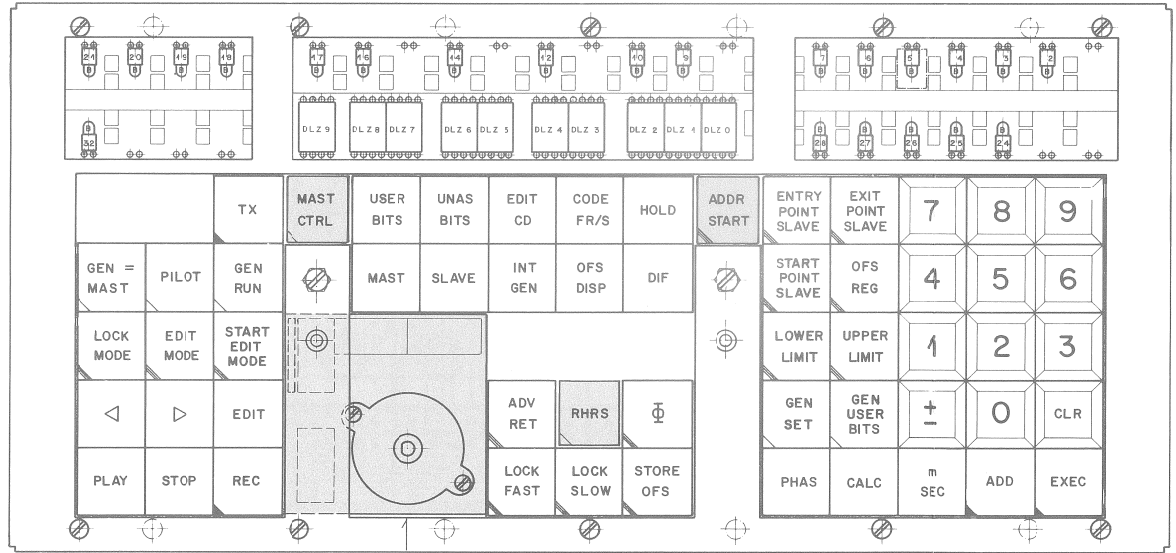 21 20 19 18 17 16 14 12 10 9 7 6 5 4 3 2
B B B B B B B B B B B B B B B B
DLZ 9 DLZ 8 DLZ 7 DLZ 6 DLZ 5 DLZ 4 DLZ 3 DLZ 2 DLZ 1 DLZ 0
B B B B B B
32 28 27 26 25 24
TX
MAST
CTRL
USER
BITS
UNAS
BITS
EDIT
CD
CODE
FR/S
HOLD
ADDR
START
ENTRY
POINT
SLAVE
EXIT
POINT
SLAVE
7
8
9
GEN =
MAST
PILOT
GEN
RUN
MAST
SLAVE
INT
GEN
OFS
DISP
DIF
START
POINT
SLAVE
OFS
REG
4
5
6
LOCK
MODE
EDIT
MODE
START
EDIT
MODE
LOWER
LIMIT
UPPER
LIMIT
1
2
3
EDIT
ADV
RET
RHRS
GEN
SET
GEN
USER
BITS
±
0
CLR
PLAY
STOP
REC
LOCK
FAST
LOCK
SLOW
STORE
OFS
PHAS
CALC
m
SEC
ADD
EXEC